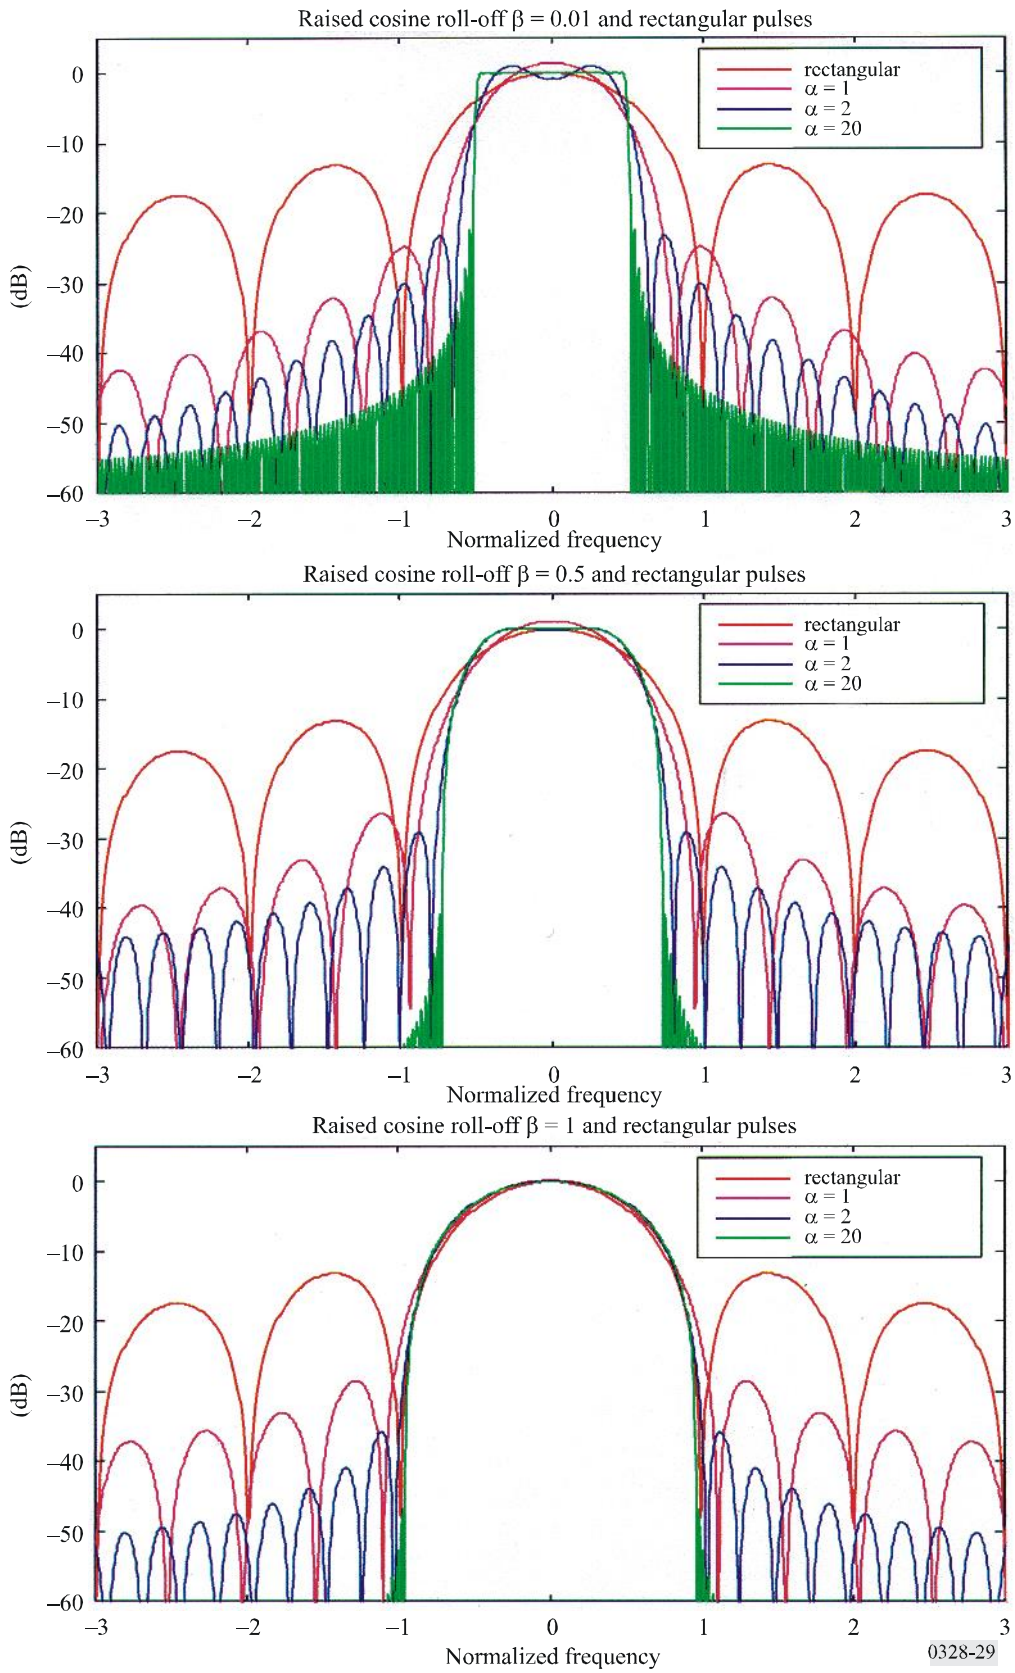 Raised cosine roll-off β = 0.01 and rectangular pulses
rectangular
α = 1
α = 2
α = 20
(dB)
0
−10
−20
−30
−40
−50
−60
−3 −2 −1 0 1 2 3
Normalized frequency
Raised cosine roll-off β = 0.5 and rectangular pulses
rectangular
α = 1
α = 2
α = 20
(dB)
0
−10
−20
−30
−40
−50
−60
−3 −2 −1 0 1 2 3
Normalized frequency
Raised cosine roll-off β = 1 and rectangular pulses
rectangular
α = 1
α = 2
α = 20
(dB)
0
−10
−20
−30
−40
−50
−60
−3 −2 −1 0 1 2 3
Normalized frequency
0328-29